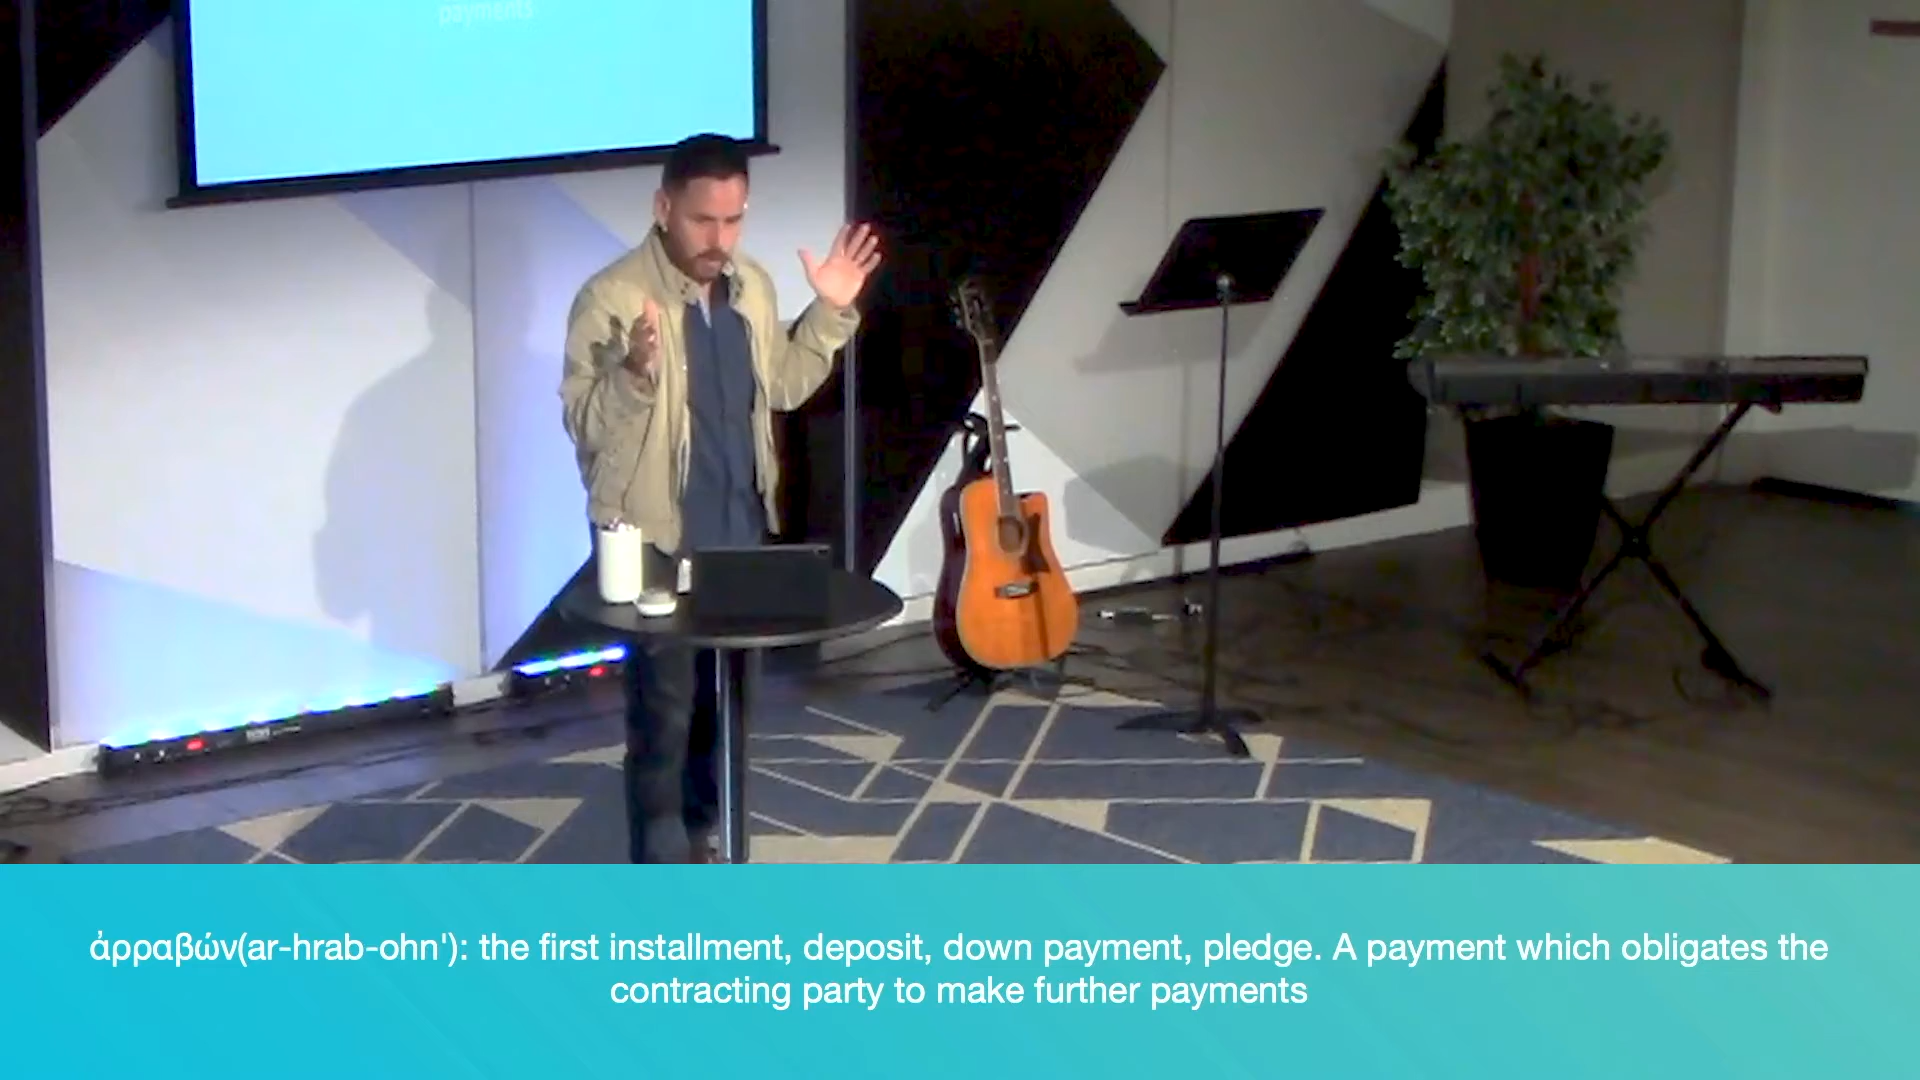 payments
ἀρραβών(ar-hrab-ohn'): the first installment, deposit, down payment, pledge. A payment which obligates the
contracting party to make further payments